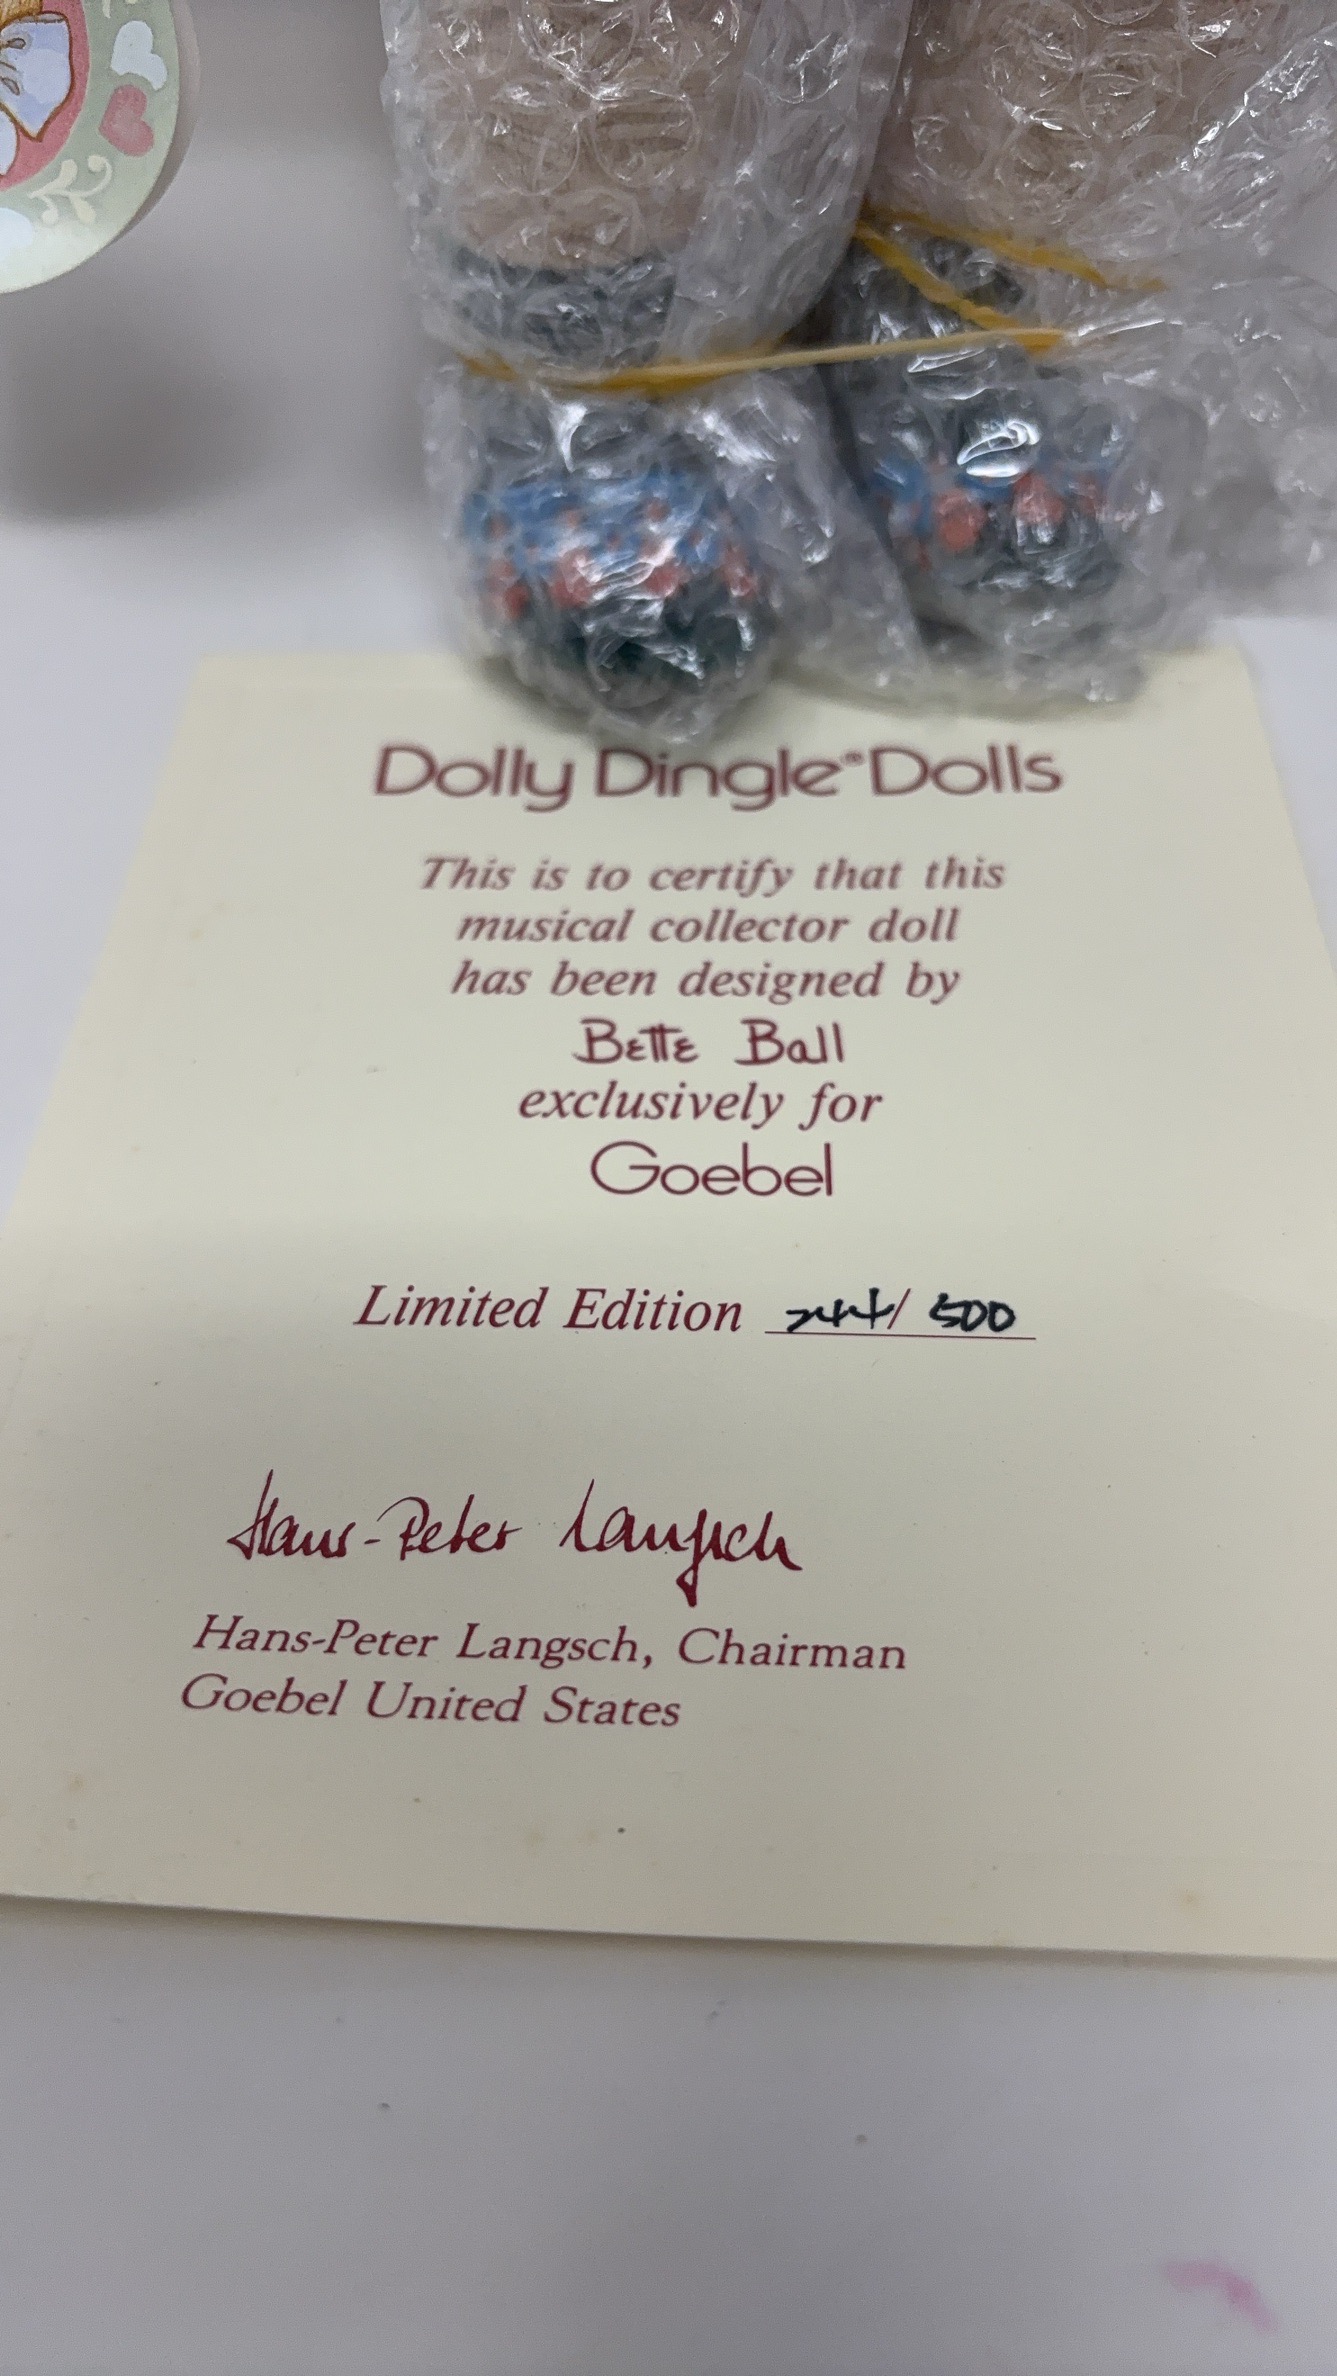 Dolly Dingle® Dolls
This is to certify that this
musical collector doll
has been designed by
Bette Ball
exclusively for
Goebel
Limited Edition 244/ 500
Hans-Peter Langsch
Hans-Peter Langsch, Chairman
Goebel United States